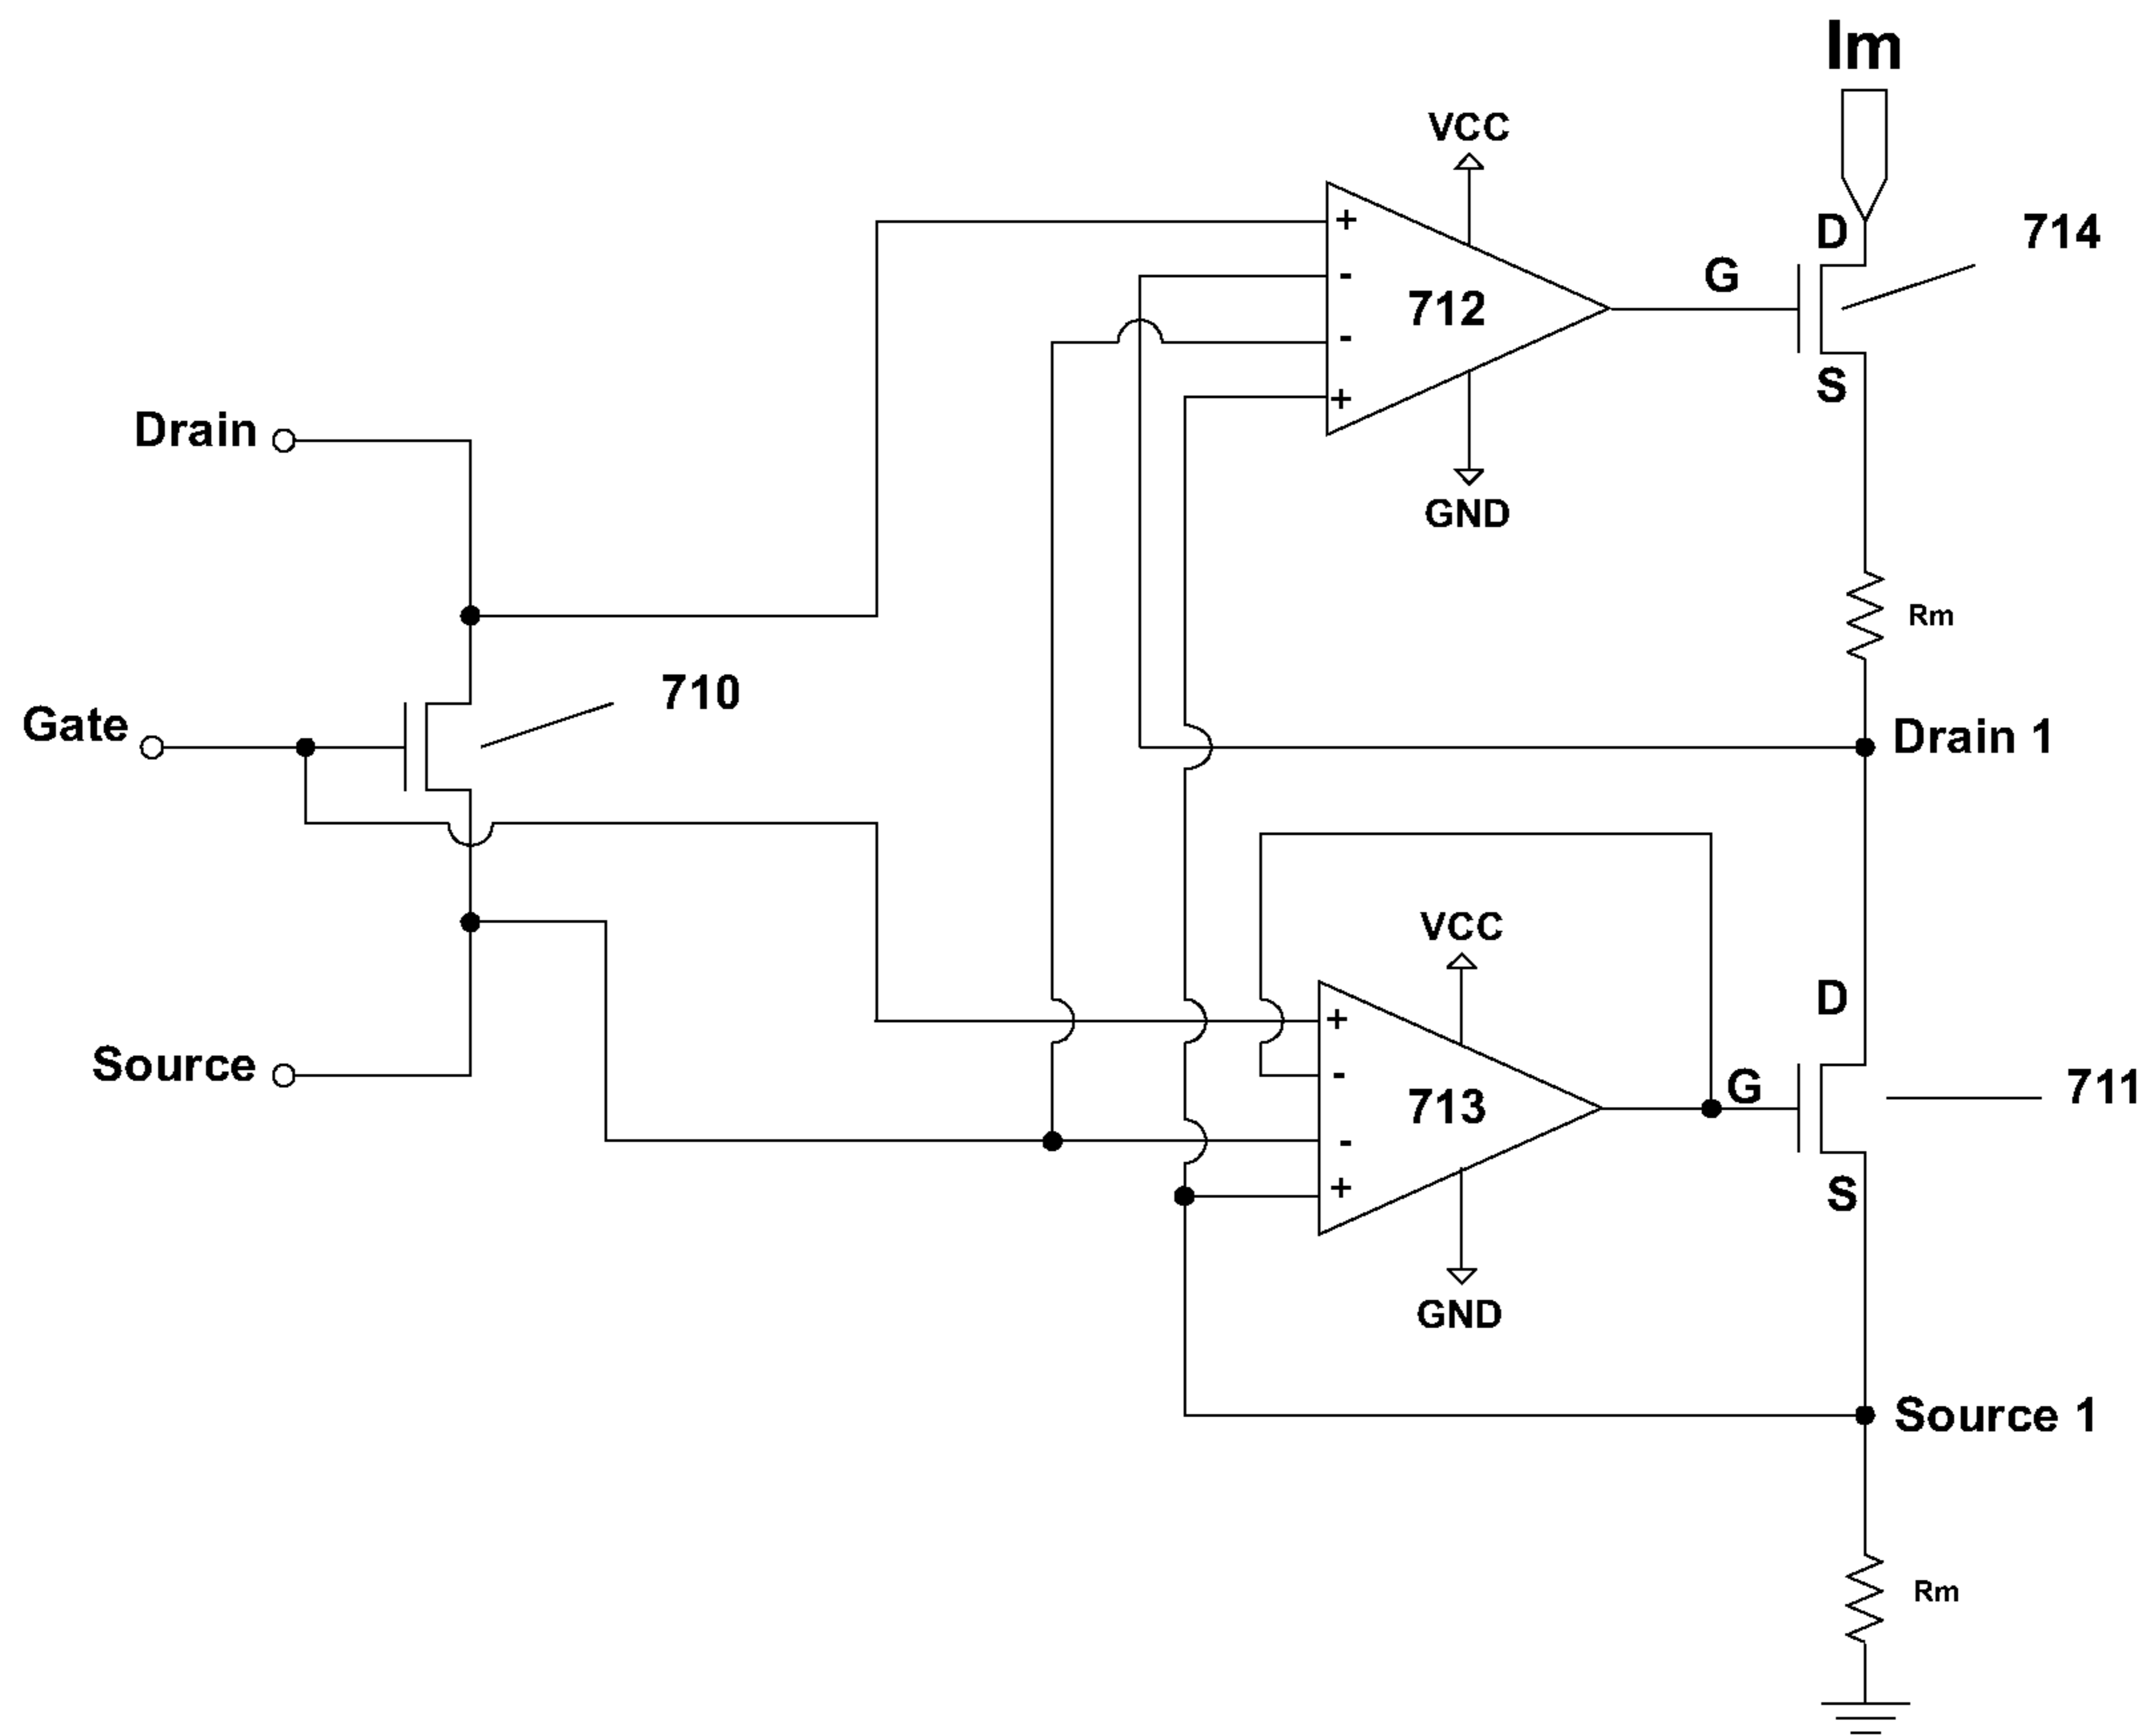 Im
VCC
+
D
714
-
G
712
-
S
+
Drain
GND
Rm
710
Gate
Drain 1
VCC
D
+
Source
-
G
711
713
-
+
S
GND
Source 1
Rm